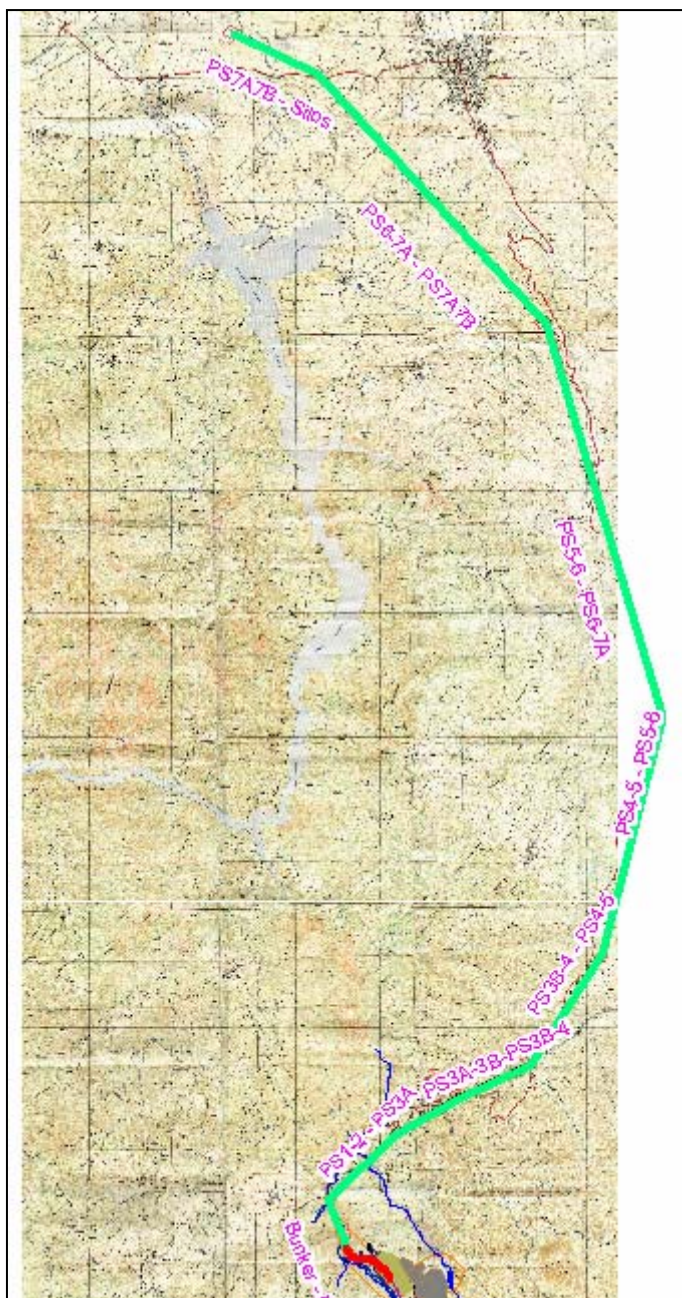 PS7A7B - Silos
PS6-7A - PS7A7B
PS5-6 - PS6-7A
PS4-5 - PS5-6
PS3B-4 - PS4-5
PS3A-3B-PS3B-4
PS1-2 - PS3A
Bunker -